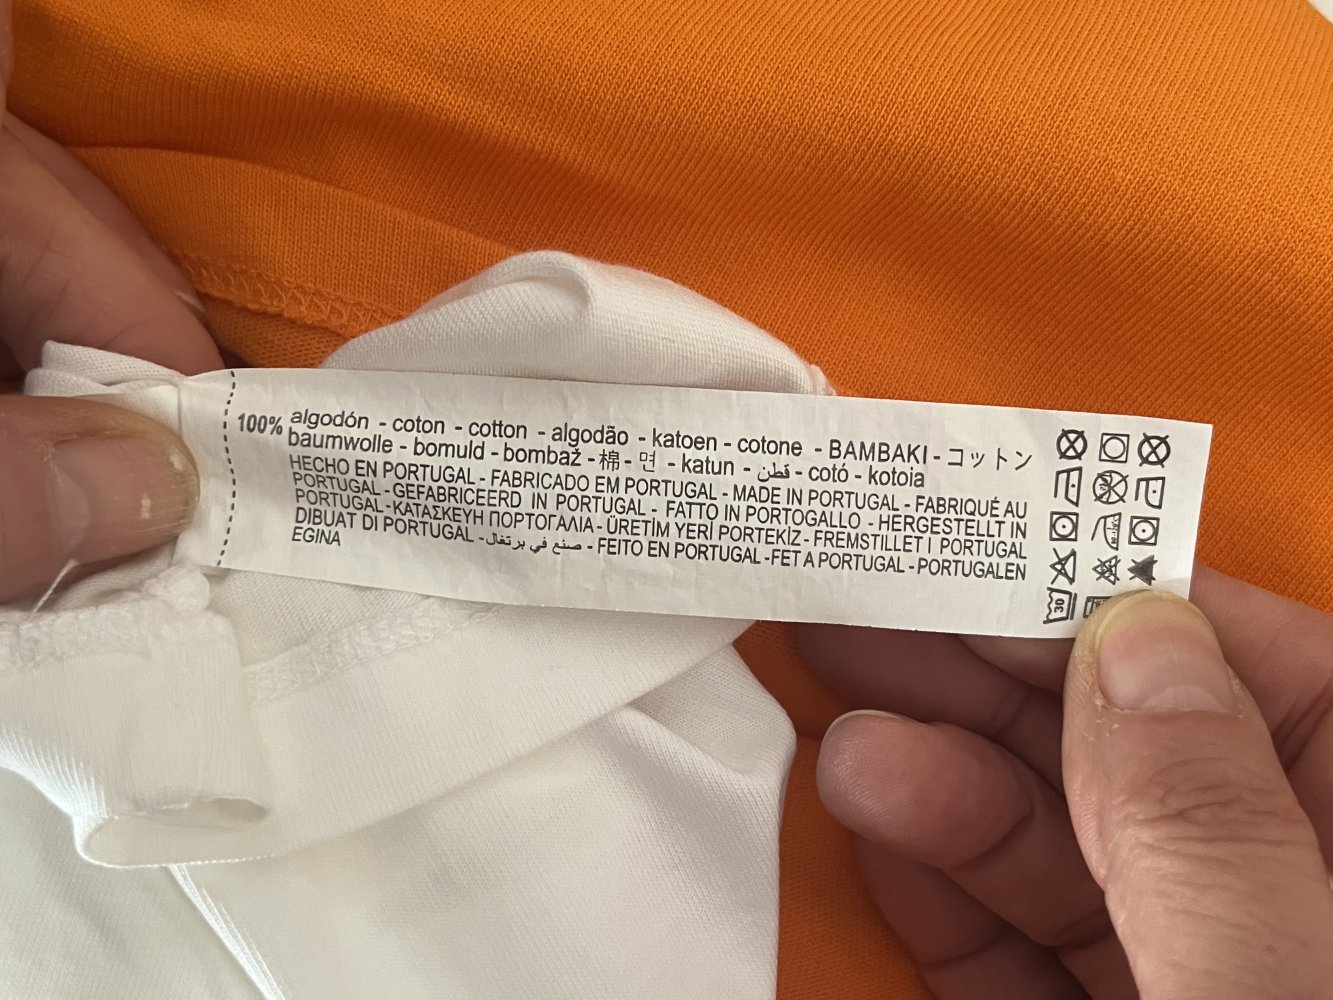 100% algodón - coton - cotton - algodão - katoen - cotone - BAMBAKI - コットン
baumwolle - bomuld - bombaž - 棉 - 면 - katun - قطن - cotó - kotoia
HECHO EN PORTUGAL - FABRICADO EM PORTUGAL - MADE IN PORTUGAL - FABRIQUÉ AU
PORTUGAL - GEFABRICEERD IN PORTUGAL - FATTO IN PORTOGALLO - HERGESTELLT IN
PORTUGAL - ΚΑΤΑΣΚΕΥΗ ΠΟΡΤΟΓΑΛΙΑ - ÜRETİM YERİ PORTEKİZ - FREMSTILLET I PORTUGAL
DIBUAT DI PORTUGAL - صنع في برتغال - FEITO EN PORTUGAL - FET A PORTUGAL - PORTUGALEN
EGINA
30